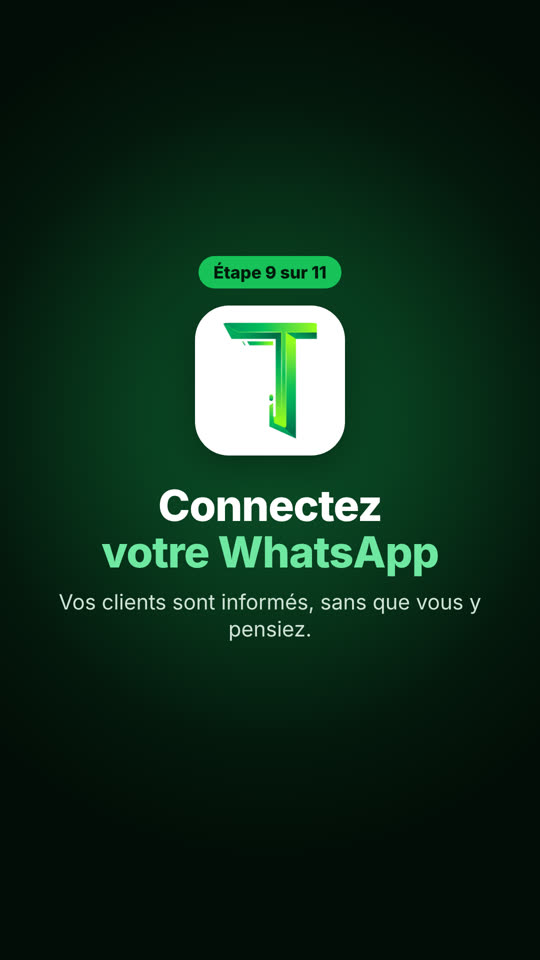 Étape 9 sur 11
Connectez
votre WhatsApp
Vos clients sont informés, sans que vous y
pensiez.